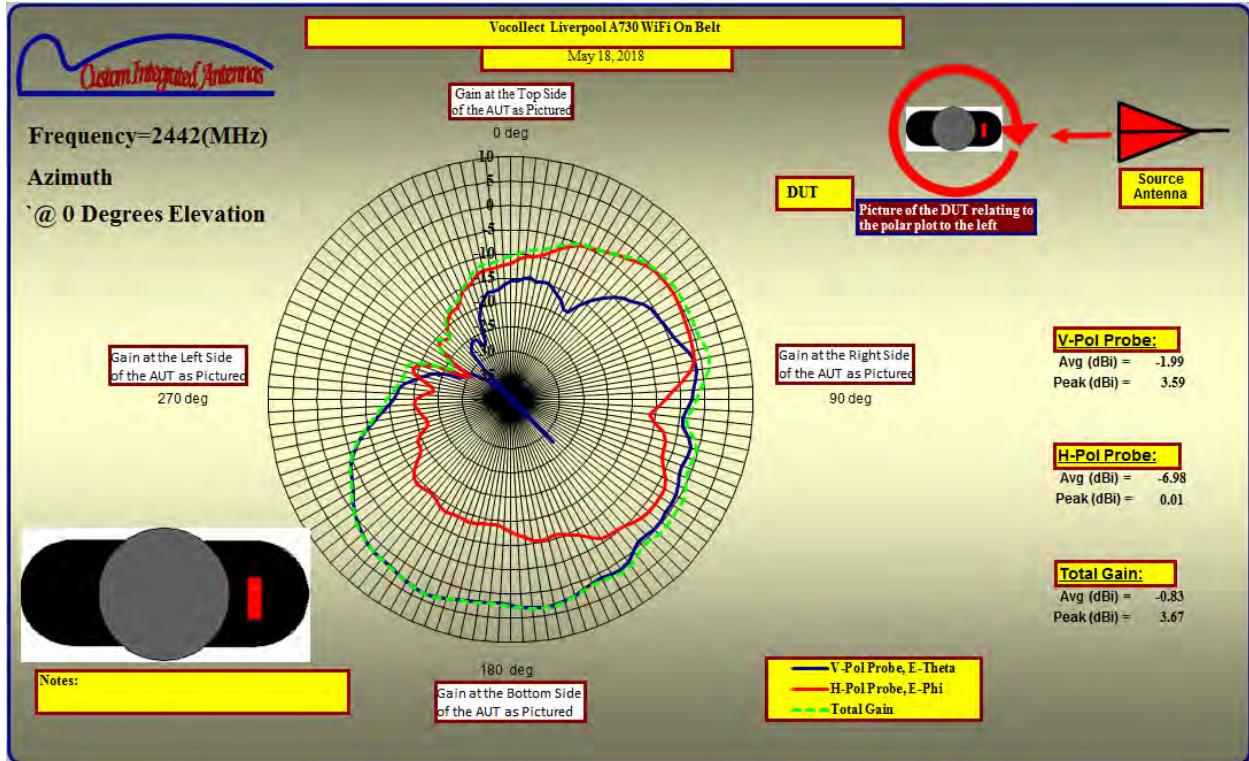 Vocollect Liverpool A730 WiFi On Belt
May 18, 2018
Custom Integrated Antennas
Frequency=2442(MHz)
Azimuth
`@ 0 Degrees Elevation
Gain at the Top Side
of the AUT as Pictured
0 deg
10
5
0
-5
-10
-15
-20
-25
-30
DUT
Picture of the DUT relating to
the polar plot to the left
Source
Antenna
Gain at the Left Side
of the AUT as Pictured
270 deg
Gain at the Right Side
of the AUT as Pictured
90 deg
V-Pol Probe:
Avg (dBi) = -1.99
Peak (dBi) = 3.59
H-Pol Probe:
Avg (dBi) = -6.98
Peak (dBi) = 0.01
Total Gain:
Avg (dBi) = -0.83
Peak (dBi) = 3.67
180 deg
Gain at the Bottom Side
of the AUT as Pictured
Notes:
V-Pol Probe, E-Theta
H-Pol Probe, E-Phi
Total Gain